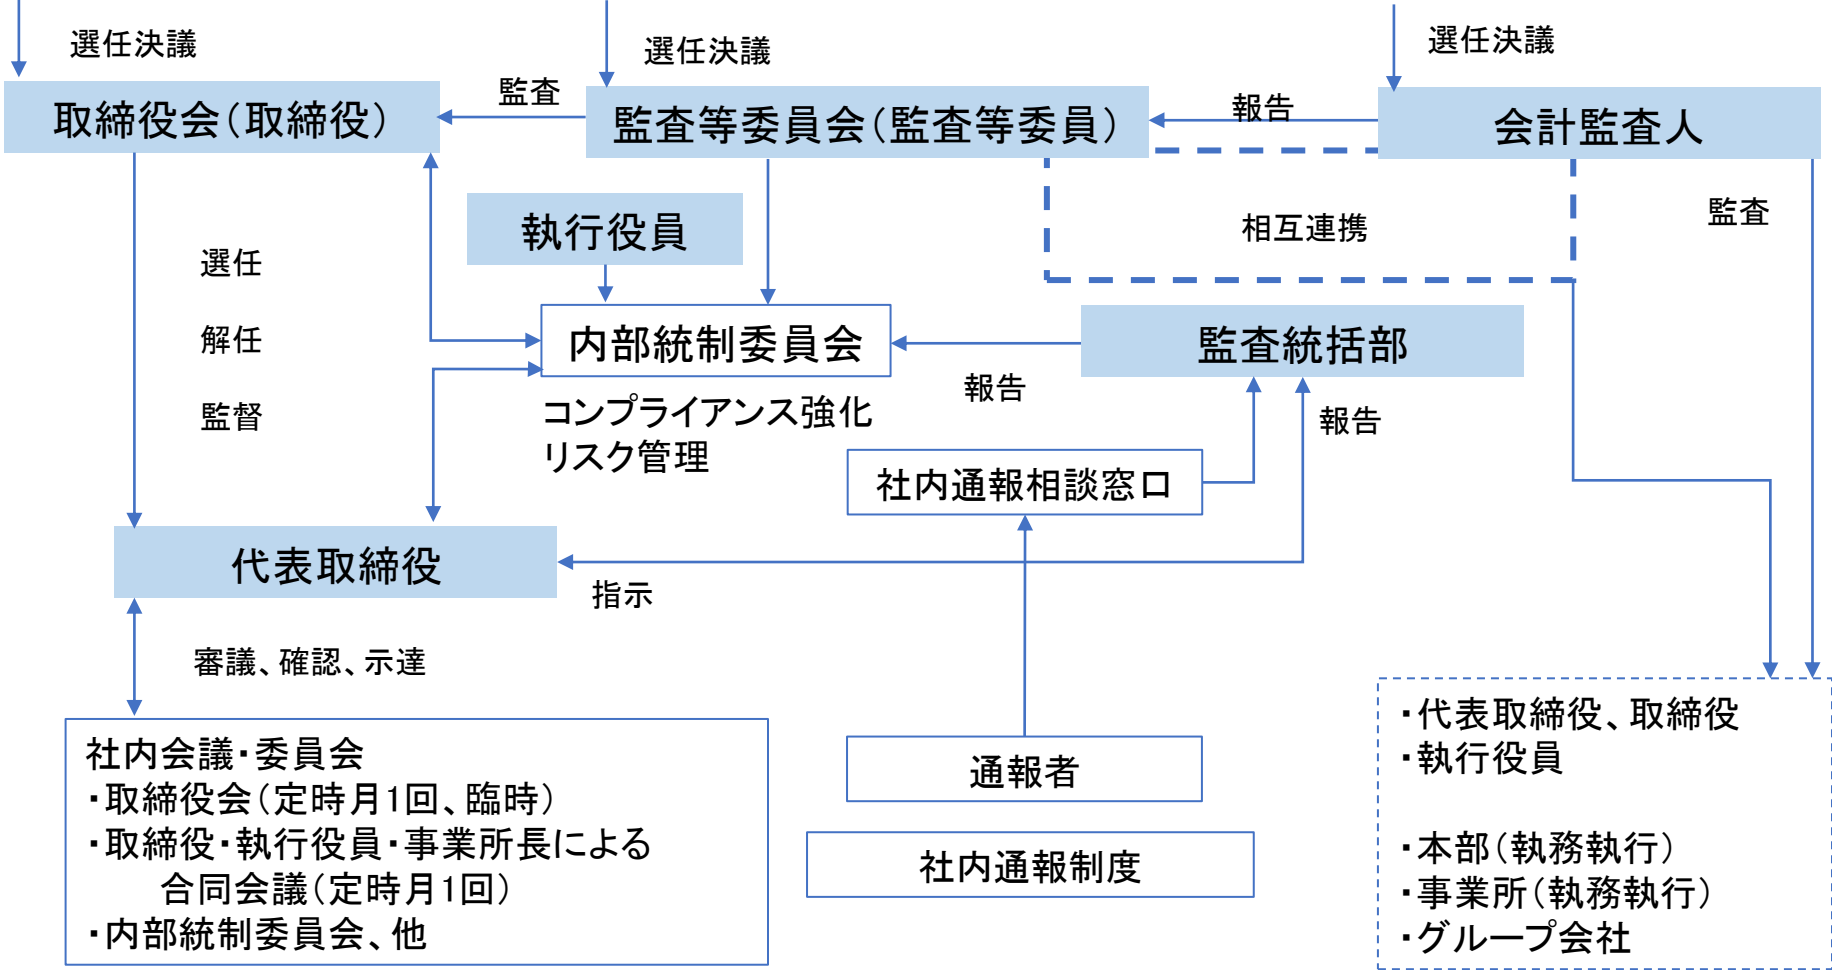 選任決議
選任決議
選任決議
取締役会（取締役）
監査
監査等委員会（監査等委員）
報告
会計監査人
執行役員
相互連携
監査
選任
解任
監督
内部統制委員会
報告
監査統括部
コンプライアンス強化
リスク管理
報告
社内通報相談窓口
代表取締役
指示
審議、確認、示達
社内会議・委員会
・取締役会（定時月1回、臨時）
・取締役・執行役員・事業所長による
合同会議（定時月1回）
・内部統制委員会、他
通報者
社内通報制度
・代表取締役、取締役
・執行役員
・本部（執務執行）
・事業所（執務執行）
・グループ会社